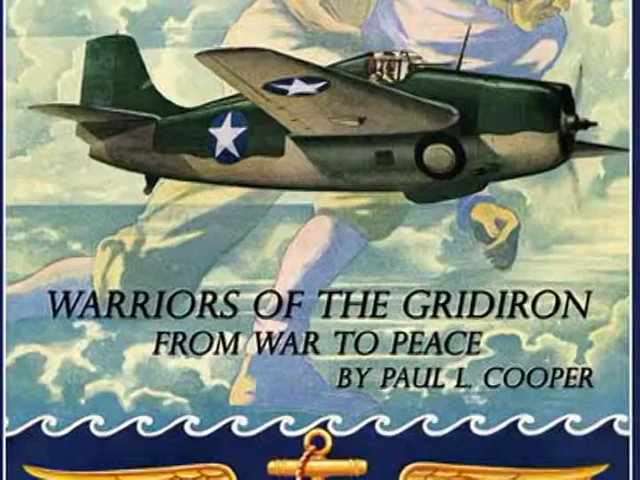 WARRIORS OF THE GRIDIRON
FROM WAR TO PEACE
BY PAUL L. COOPER